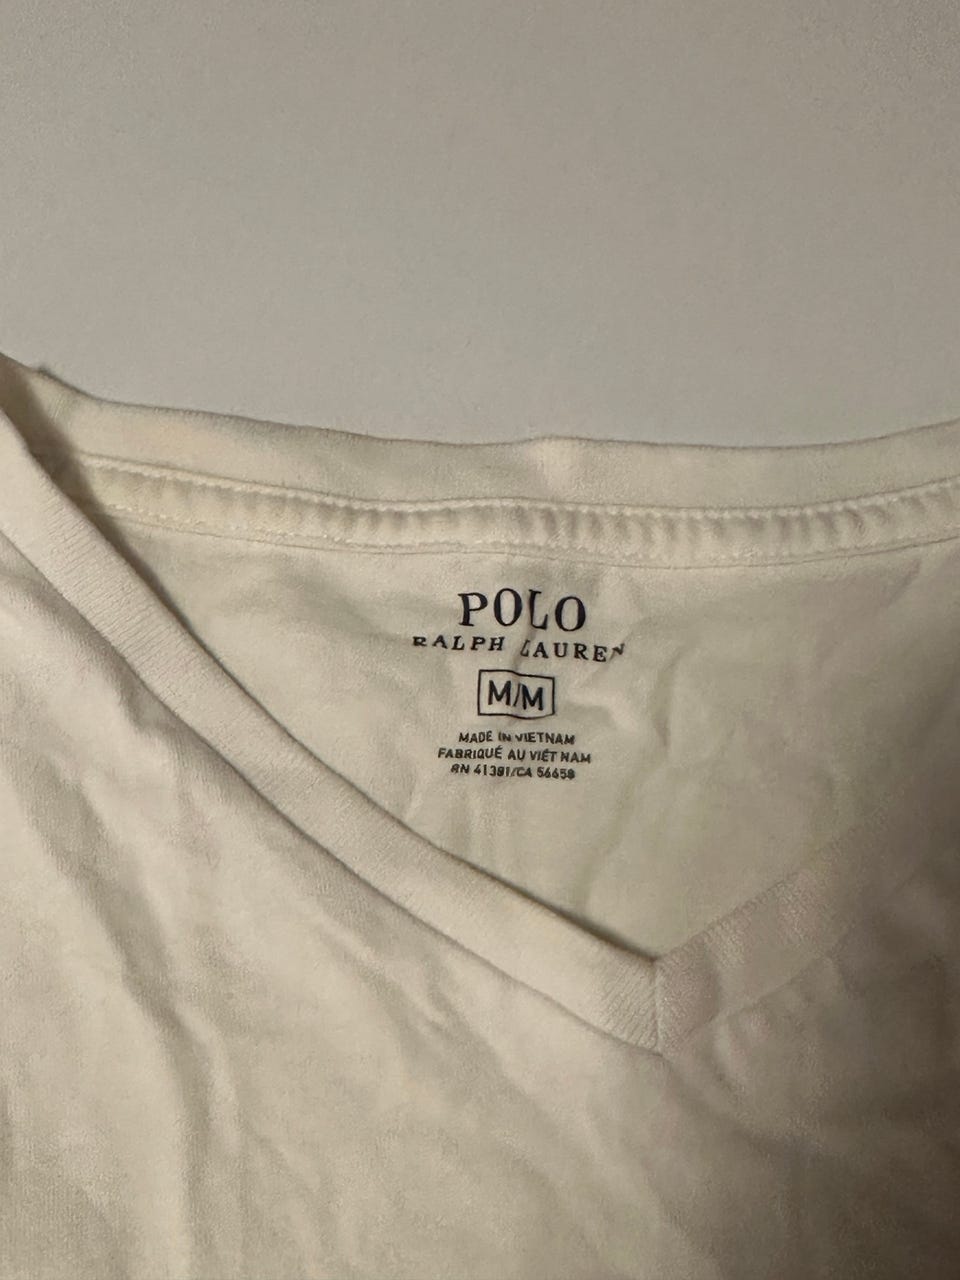 POLO
RALPH LAUREN
M/M
MADE IN VIETNAM
FABRIQUÉ AU VIÊT NAM
RN 41381/CA 56658